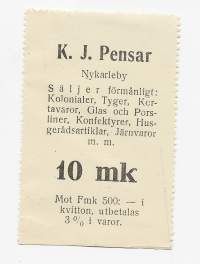 K. J. Pensar
Nykarleby
Säljer förmånligt:
Kolonialer, Tyger, Kor-
tavaror, Glas och Pors-
liner, Konfektyrer, Hus-
gerådsartiklar, Järnvaror
m. m.
10 mk
Mot Fmk 500: — i
kvitton, utbetalas
3 % i varor.